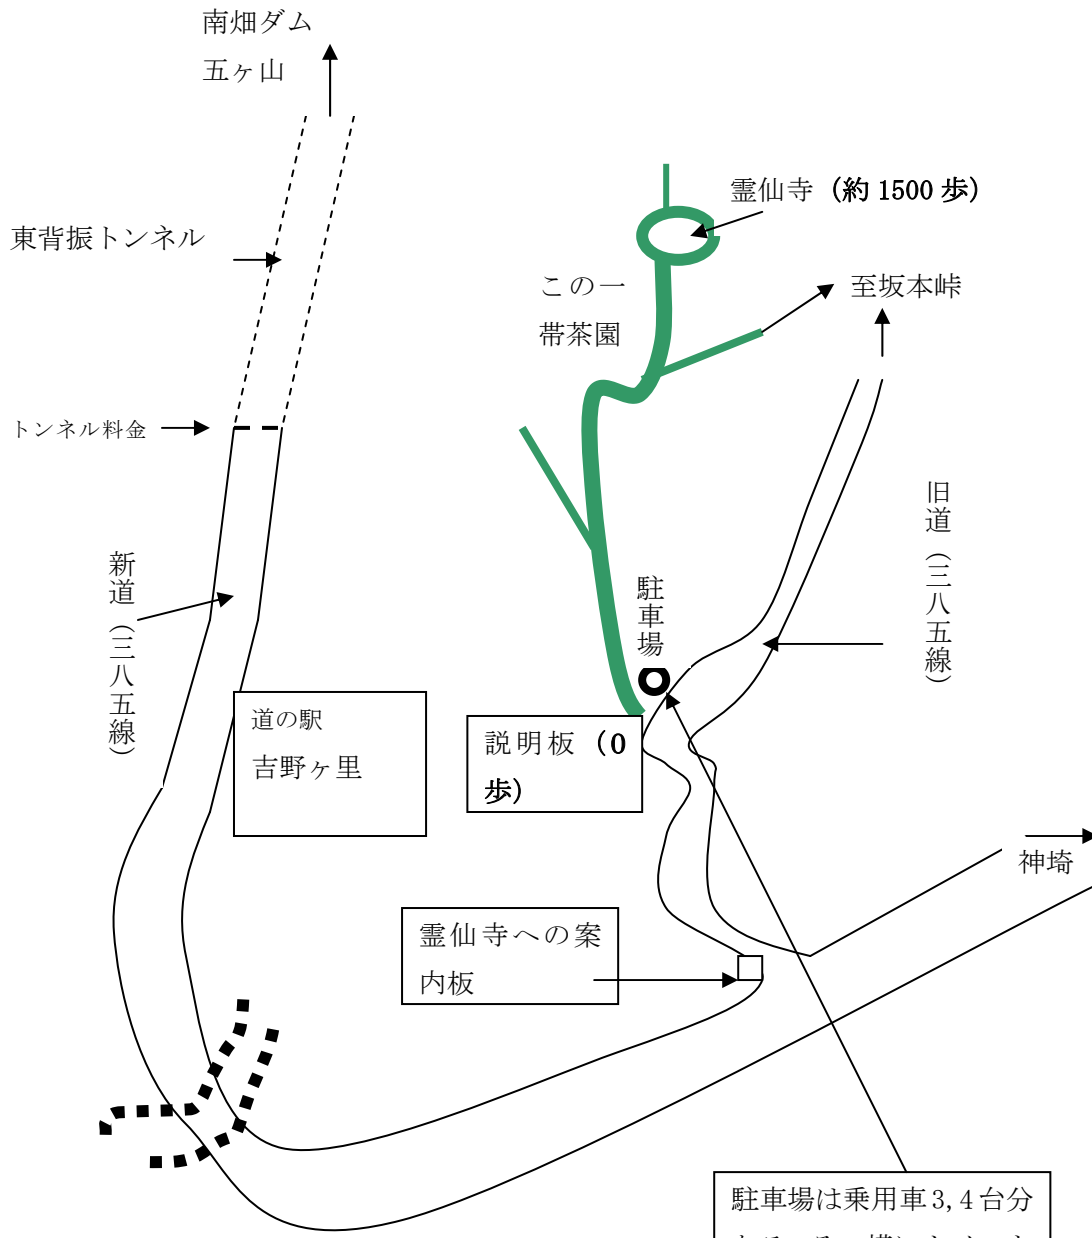 南畑ダム
五ヶ山
霊仙寺（約 1500 歩）
東背振トンネル
この一
帯茶園
至坂本峠
トンネル料金
旧道（三八五線）
新道（三八五線）
駐車場
道の駅
吉野ヶ里
説明板（0
歩）
神埼
霊仙寺への案
内板
駐車場は乗用車3,4台分